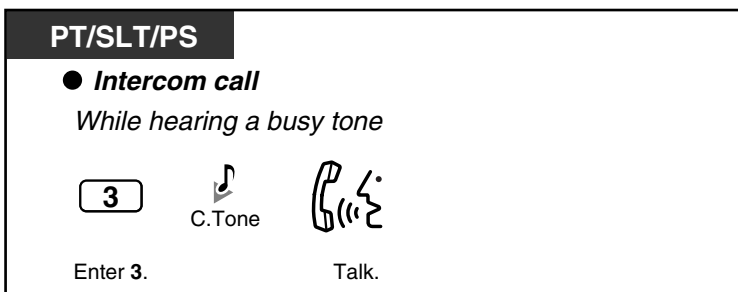 PT/SLT/PS
● Intercom call
While hearing a busy tone
3
C.Tone
Enter 3. Talk.